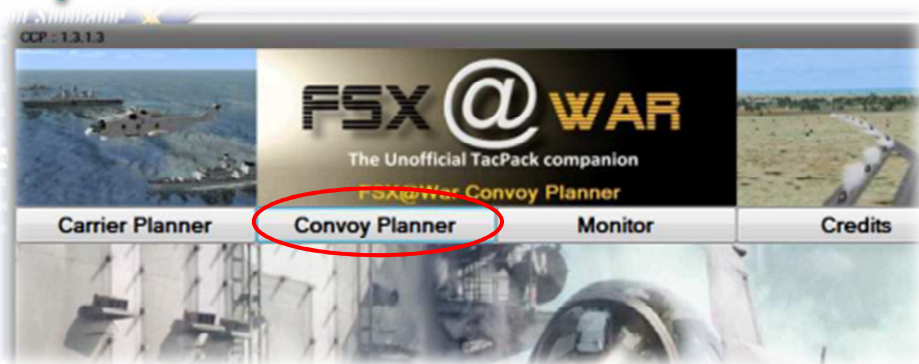 CCP : 1.3.1.3
FSX @ WAR
The Unofficial TacPack companion
FSX@War Convoy Planner
Carrier Planner
Convoy Planner
Monitor
Credits